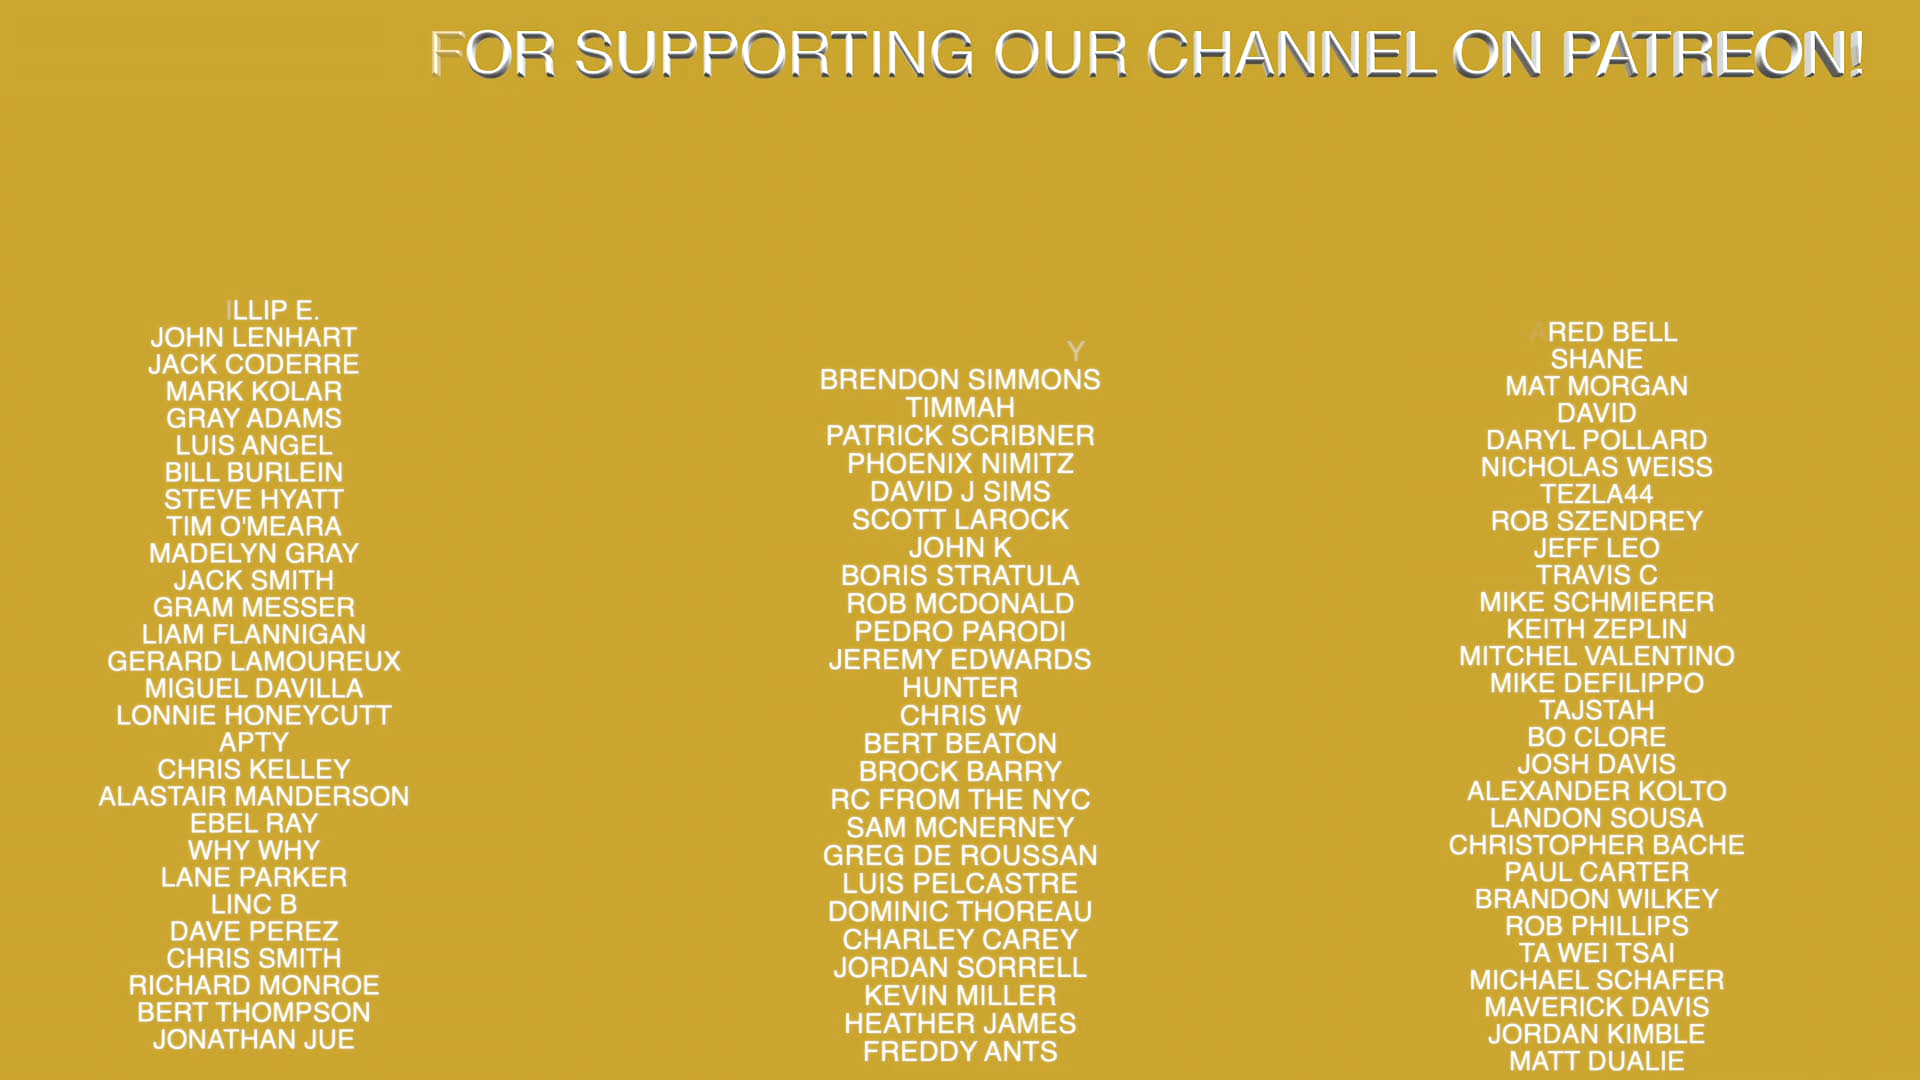 FOR SUPPORTING OUR CHANNEL ON PATREON!
ILLIP E.
JOHN LENHART
JACK CODERRE
MARK KOLAR
GRAY ADAMS
LUIS ANGEL
BILL BURLEIN
STEVE HYATT
TIM O'MEARA
MADELYN GRAY
JACK SMITH
GRAM MESSER
LIAM FLANNIGAN
GERARD LAMOUREUX
MIGUEL DAVILLA
LONNIE HONEYCUTT
APTY
CHRIS KELLEY
ALASTAIR MANDERSON
EBEL RAY
WHY WHY
LANE PARKER
LINC B
DAVE PEREZ
CHRIS SMITH
RICHARD MONROE
BERT THOMPSON
JONATHAN JUE
Y
BRENDON SIMMONS
TIMMAH
PATRICK SCRIBNER
PHOENIX NIMITZ
DAVID J SIMS
SCOTT LAROCK
JOHN K
BORIS STRATULA
ROB MCDONALD
PEDRO PARODI
JEREMY EDWARDS
HUNTER
CHRIS W
BERT BEATON
BROCK BARRY
RC FROM THE NYC
SAM MCNERNEY
GREG DE ROUSSAN
LUIS PELCASTRE
DOMINIC THOREAU
CHARLEY CAREY
JORDAN SORRELL
KEVIN MILLER
HEATHER JAMES
FREDDY ANTS
ARED BELL
SHANE
MAT MORGAN
DAVID
DARYL POLLARD
NICHOLAS WEISS
TEZLA44
ROB SZENDREY
JEFF LEO
TRAVIS C
MIKE SCHMIERER
KEITH ZEPLIN
MITCHEL VALENTINO
MIKE DEFILIPPO
TAJSTAH
BO CLORE
JOSH DAVIS
ALEXANDER KOLTO
LANDON SOUSA
CHRISTOPHER BACHE
PAUL CARTER
BRANDON WILKEY
ROB PHILLIPS
TA WEI TSAI
MICHAEL SCHAFER
MAVERICK DAVIS
JORDAN KIMBLE
MATT DUALIE